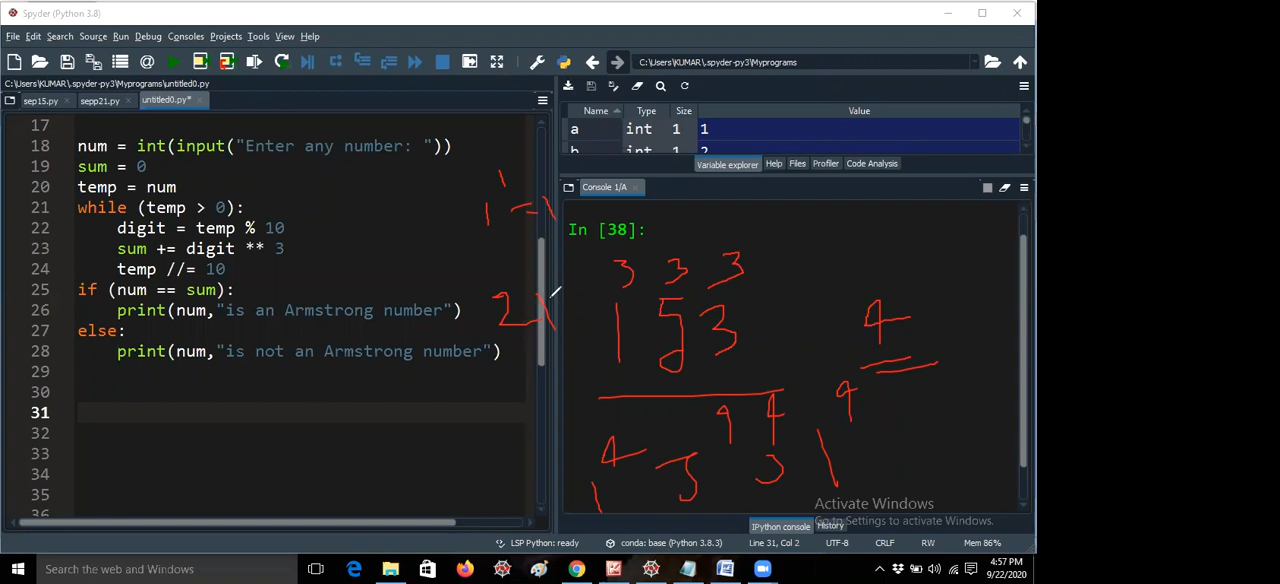 Spyder (Python 3.8)
File Edit Search Source Run Debug Consoles Projects Tools View Help
C:\Users\KUMAR\.spyder-py3\Myprograms
C:\Users\KUMAR\.spyder-py3\Myprograms\untitled0.py
sep15.py sepp21.py untitled0.py*
Name Type Size Value
a int 1 1
b int 1 2
Variable explorer Help Files Profiler Code Analysis
Console 1/A
17
18 num = int(input("Enter any number: "))
19 sum = 0
20 temp = num
21 while (temp > 0):
22 digit = temp % 10
23 sum += digit ** 3
24 temp //= 10
25 if (num == sum):
26 print(num,"is an Armstrong number")
27 else:
28 print(num,"is not an Armstrong number")
29
30
31
32
33
34
35
36
In [38]:
3 3 3
1 5 3
4
Activate Windows
Go to Settings to activate Windows.
IPython console History
LSP Python: ready conda: base (Python 3.8.3) Line 31, Col 2 UTF-8 CRLF RW Mem 86%
Search Windows
4:57 PM
9/22/2020